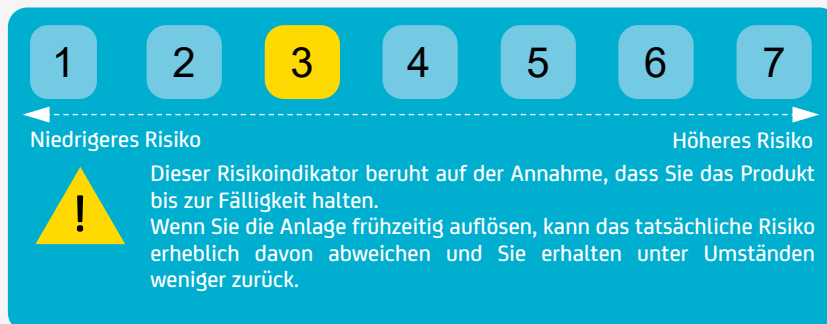 1 2 3 4 5 6 7
Niedrigeres Risiko Höheres Risiko
!
Dieser Risikoindikator beruht auf der Annahme, dass Sie das Produkt
bis zur Fälligkeit halten.
Wenn Sie die Anlage frühzeitig auflösen, kann das tatsächliche Risiko
erheblich davon abweichen und Sie erhalten unter Umständen
weniger zurück.